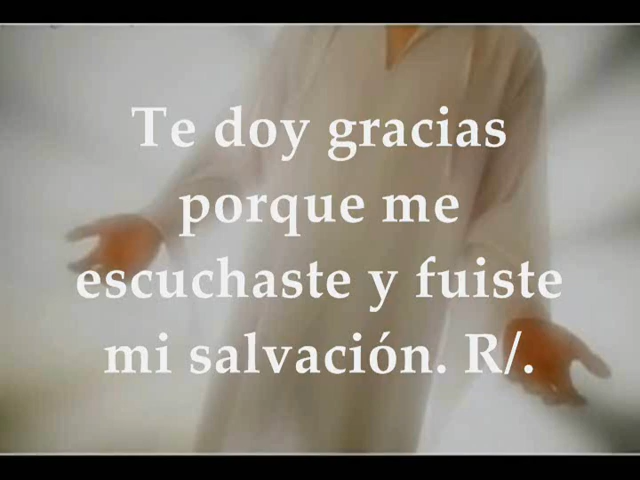 Te doy gracias
porque me
escuchaste y fuiste
mi salvación. R/.